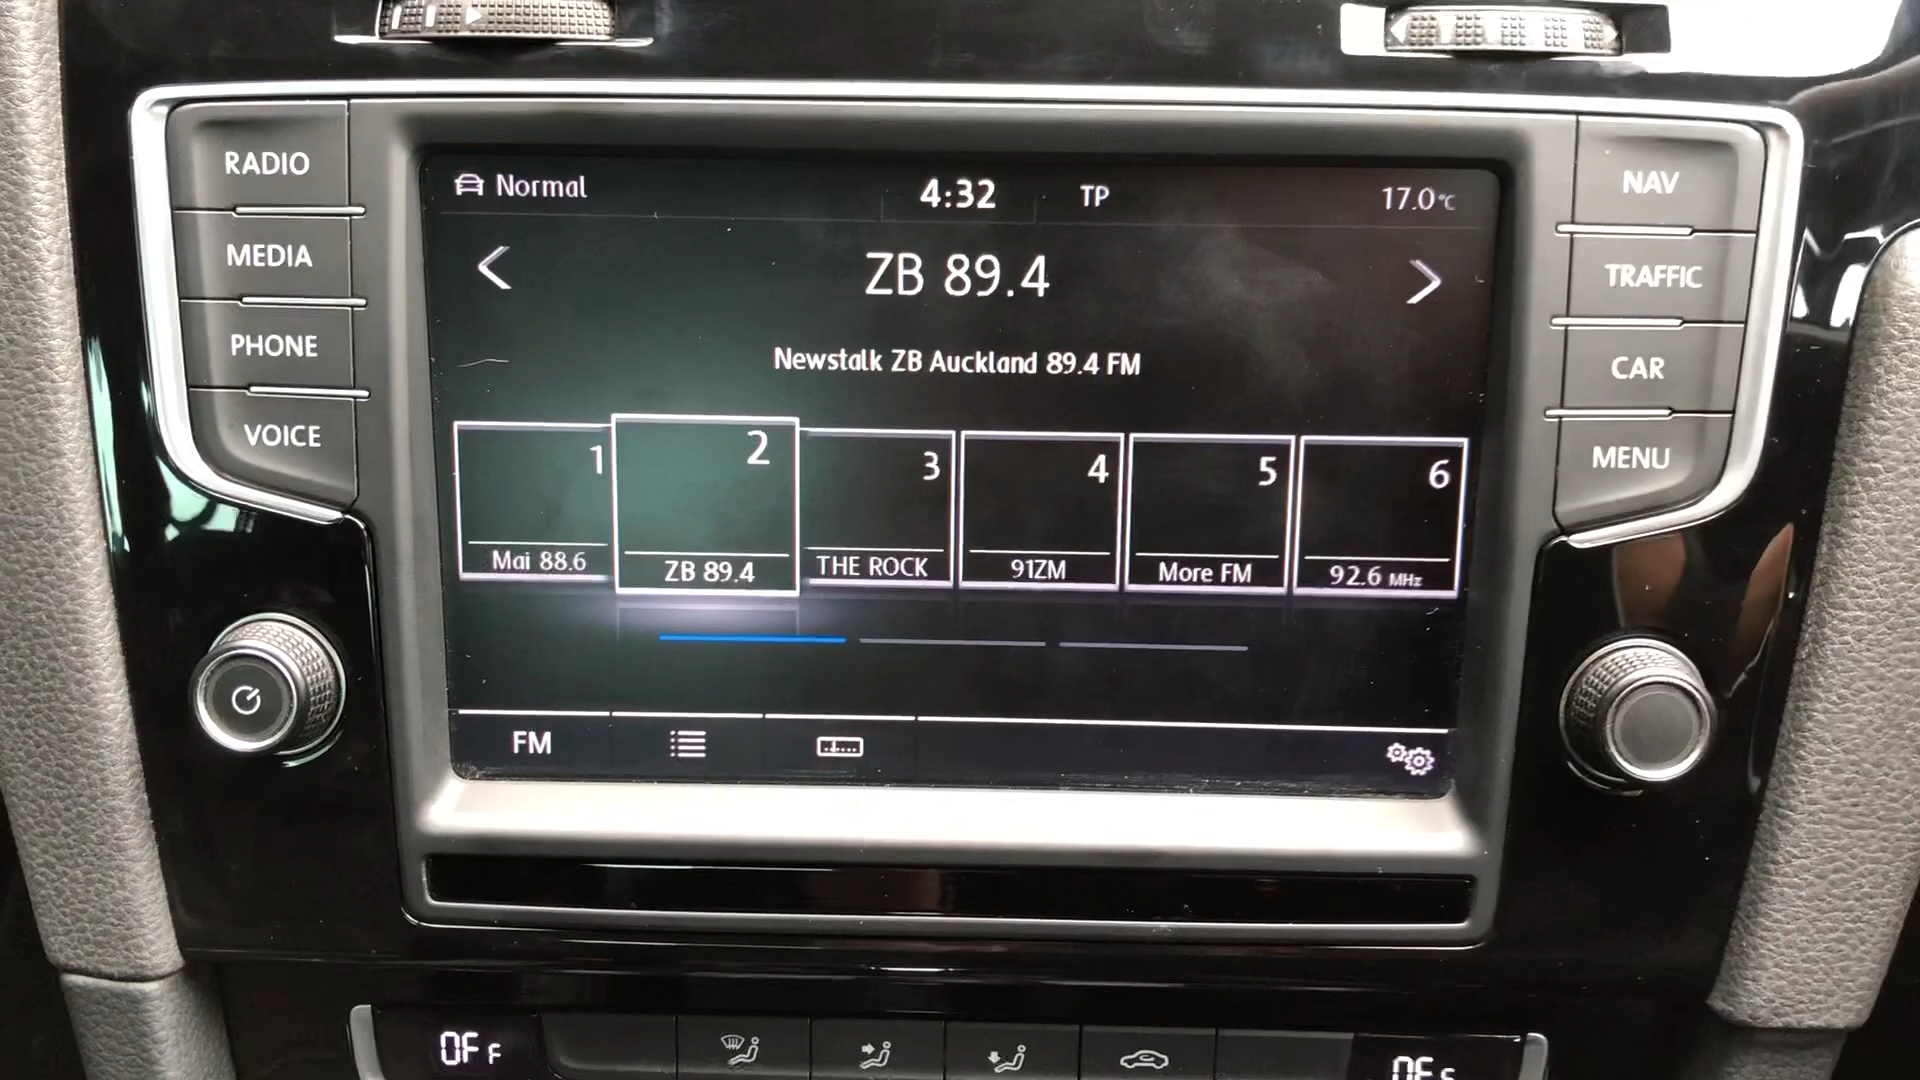 RADIO
MEDIA
PHONE
VOICE
Normal
4:32
TP
17.0°C
ZB 89.4
Newstalk ZB Auckland 89.4 FM
1
2
3
4
5
6
Mai 88.6
ZB 89.4
THE ROCK
91ZM
More FM
92.6 MHz
FM
NAV
TRAFFIC
CAR
MENU
OFF
OFF